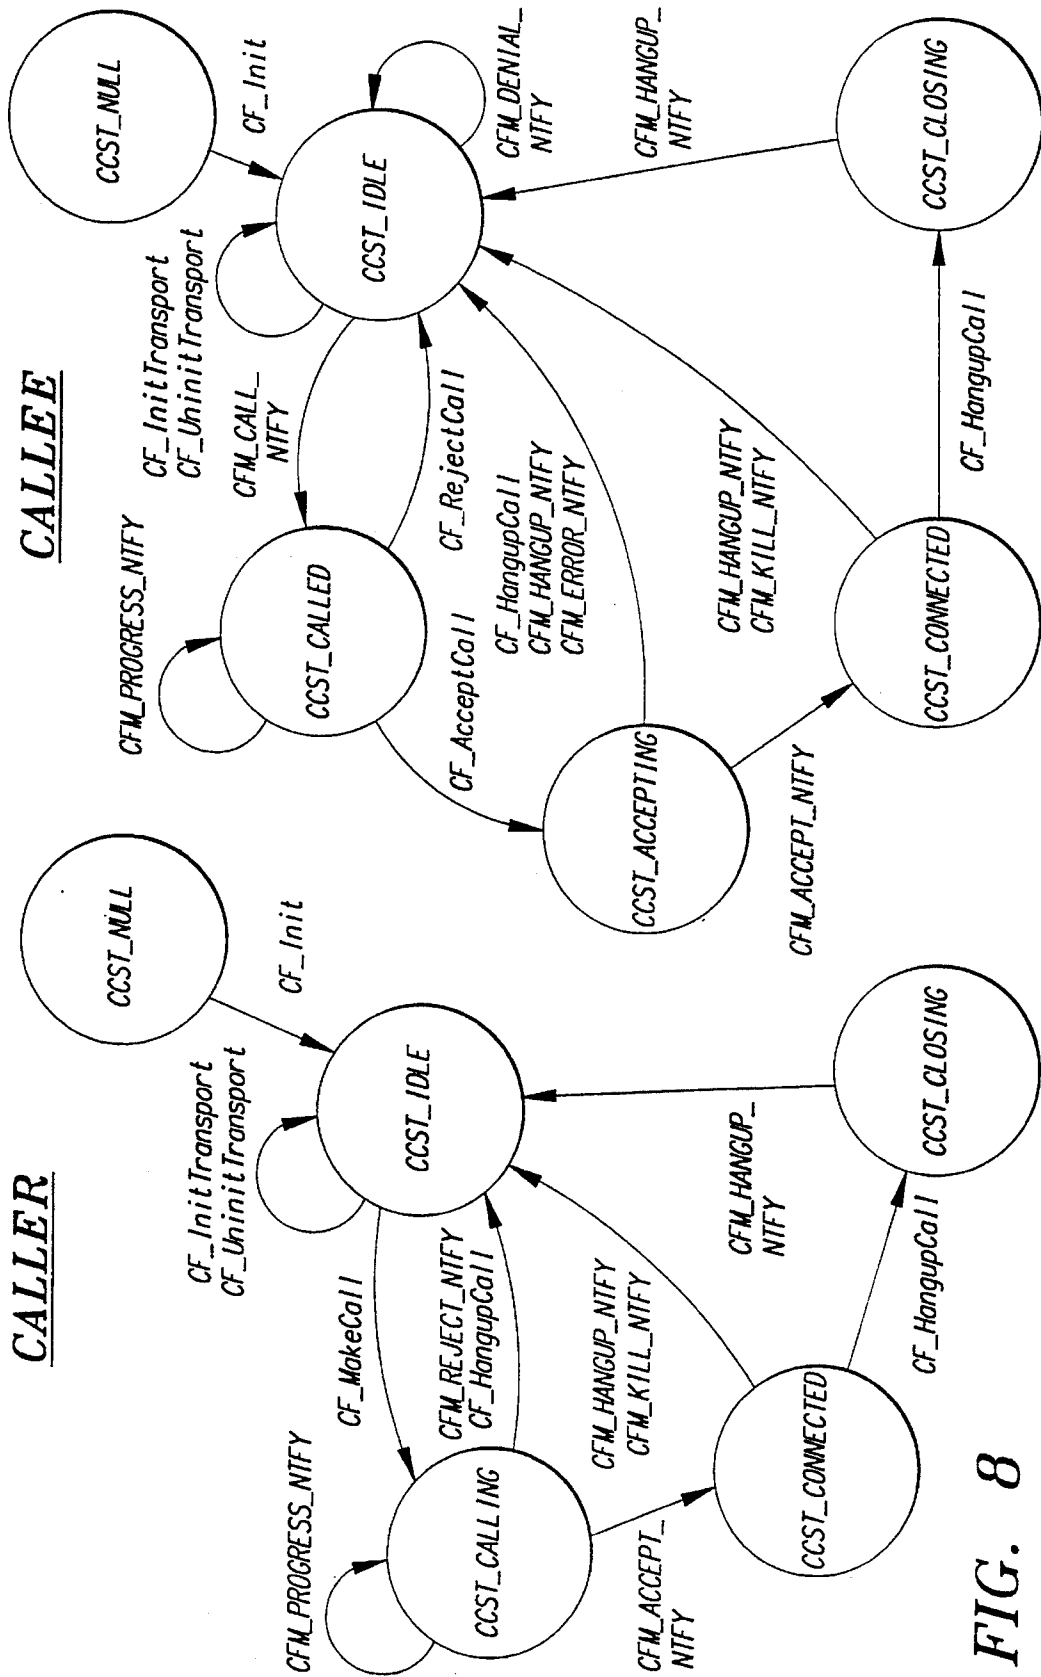 CALLER
CCST_NULL
CF_Init
CF_InitTransport
CF_UninitTransport
CCST_IDLE
CF_MakeCall
CFM_REJECT_NTFY
CF_HangupCall
CFM_PROGRESS_NTFY
CCST_CALLING
CFM_HANGUP_NTFY
CFM_KILL_NTFY
CFM_ACCEPT_
NTFY
CCST_CONNECTED
CFM_HANGUP_
NTFY
CF_HangupCall
CCST_CLOSING
CALLEE
CCST_NULL
CF_Init
CF_InitTransport
CF_UninitTransport
CCST_IDLE
CFM_DENIAL_
NTFY
CFM_CALL_
NTFY
CF_RejectCall
CFM_PROGRESS_NTFY
CCST_CALLED
CF_AcceptCall
CF_HangupCall
CFM_HANGUP_NTFY
CFM_ERROR_NTFY
CCST_ACCEPTING
CFM_ACCEPT_NTFY
CFM_HANGUP_NTFY
CFM_KILL_NTFY
CCST_CONNECTED
CF_HangupCall
CFM_HANGUP_
NTFY
CCST_CLOSING
FIG. 8